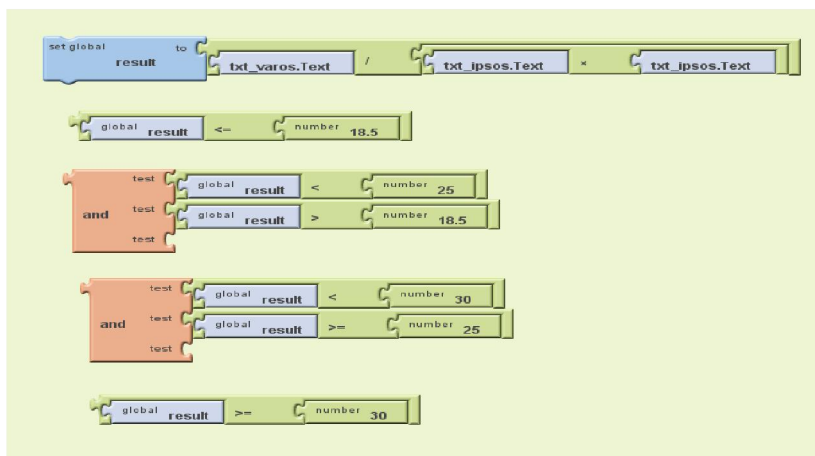 set global result to txt_varos.Text / txt_ipsos.Text × txt_ipsos.Text
global result <= number 18.5
test global result < number 25
and test global result > number 18.5
test
test global result < number 30
and test global result >= number 25
test
global result >= number 30